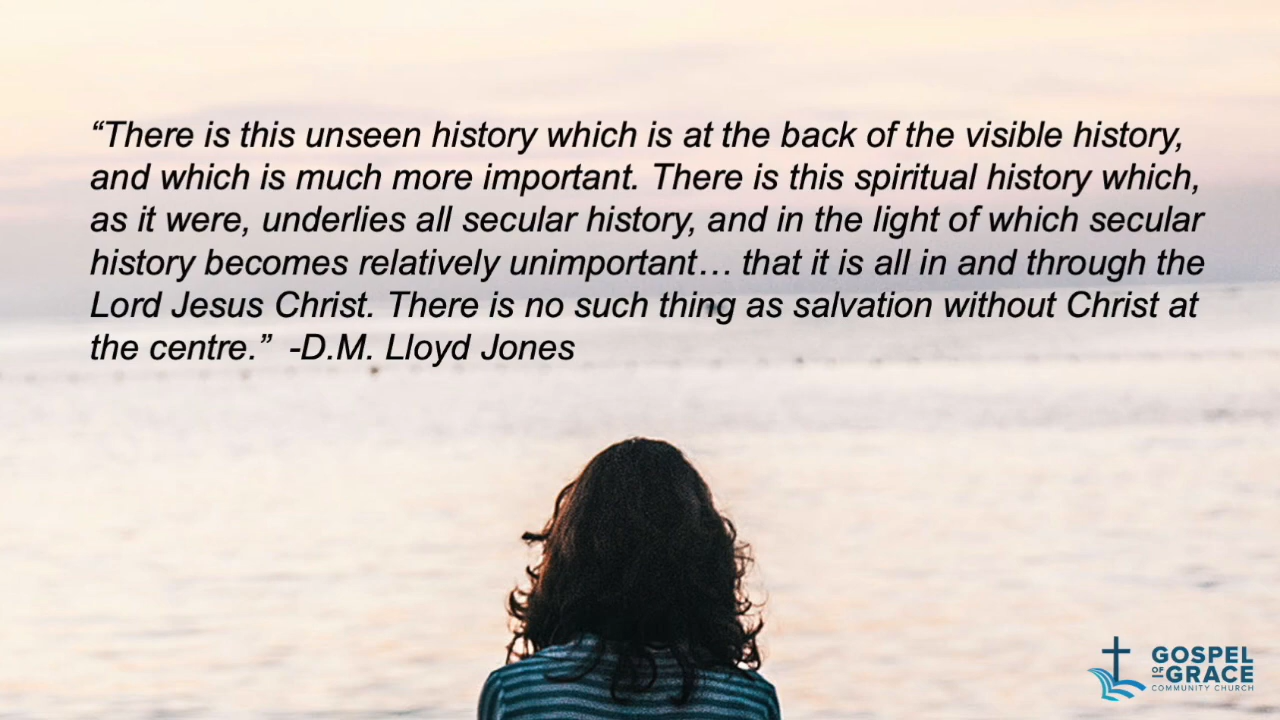 “There is this unseen history which is at the back of the visible history,
and which is much more important. There is this spiritual history which,
as it were, underlies all secular history, and in the light of which secular
history becomes relatively unimportant… that it is all in and through the
Lord Jesus Christ. There is no such thing as salvation without Christ at
the centre.”  -D.M. Lloyd Jones
GOSPEL
OF GRACE
COMMUNITY CHURCH